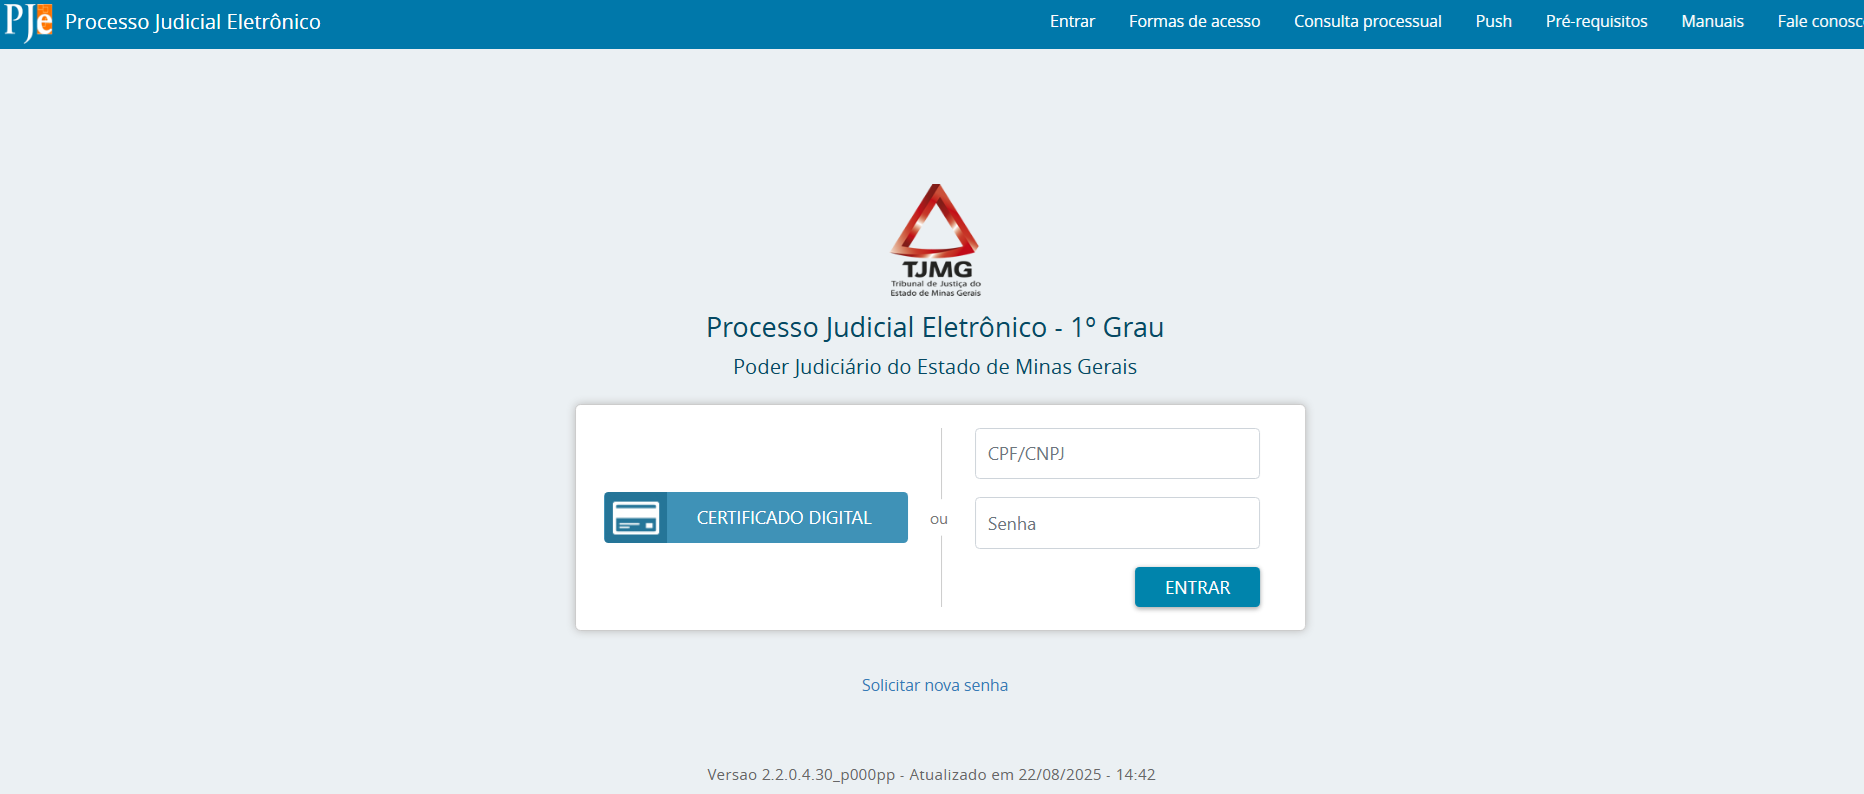 PJe Processo Judicial Eletrônico
Entrar Formas de acesso Consulta processual Push Pré-requisitos Manuais Fale conosc
TJMG
Tribunal de Justiça do
Estado de Minas Gerais
Processo Judicial Eletrônico - 1º Grau
Poder Judiciário do Estado de Minas Gerais
CERTIFICADO DIGITAL
ou
CPF/CNPJ
Senha
ENTRAR
Solicitar nova senha
Versao 2.2.0.4.30_p000pp - Atualizado em 22/08/2025 - 14:42